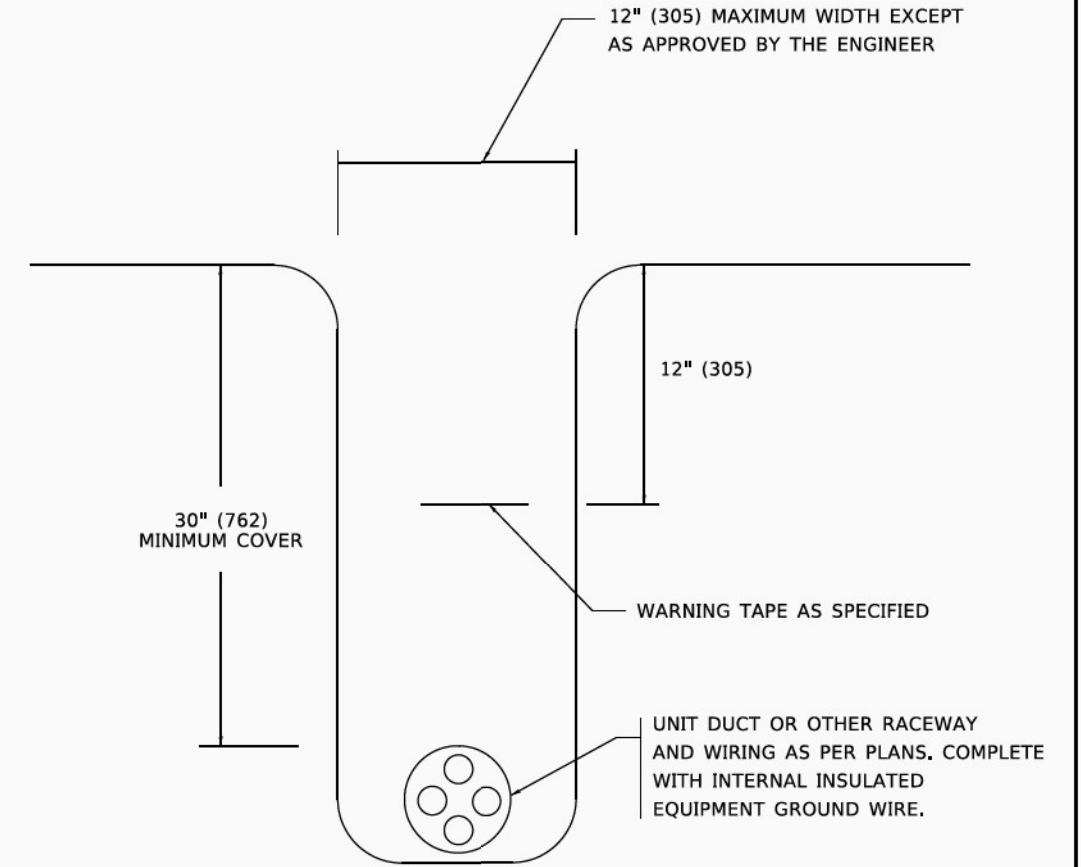 12" (305) MAXIMUM WIDTH EXCEPT
AS APPROVED BY THE ENGINEER
12" (305)
30" (762)
MINIMUM COVER
WARNING TAPE AS SPECIFIED
UNIT DUCT OR OTHER RACEWAY
AND WIRING AS PER PLANS. COMPLETE
WITH INTERNAL INSULATED
EQUIPMENT GROUND WIRE.